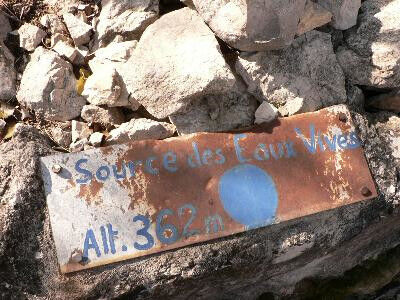 Source des Eaux Vives
Alt. 362 m